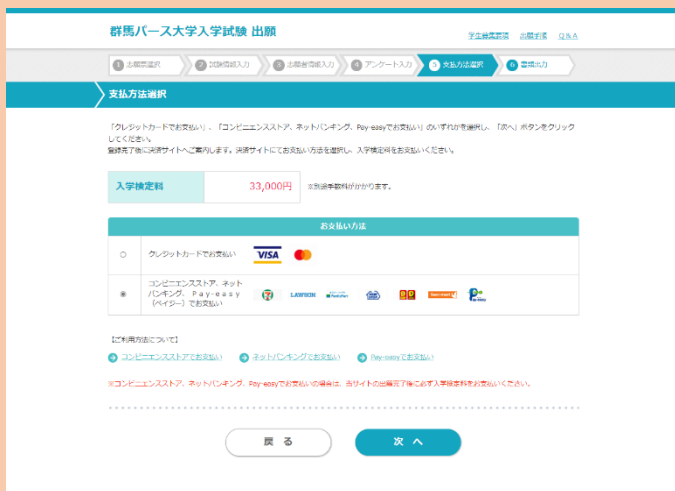 群馬パース大学入学試験 出願
学生募集要項 出願手順 Q&A
1 志願票選択 2 試験情報入力 3 志願者情報入力 4 アンケート入力 5 支払方法選択 6 書類出力
支払方法選択
「クレジットカードでお支払い」、「コンビニエンスストア、ネットバンキング、Pay-easyでお支払い」のいずれかを選択し、「次へ」ボタンをクリック
してください。
登録完了後に決済サイトへご案内します。決済サイトにてお支払い方法を選択し、入学検定料をお支払いください。
入学検定料 33,000円 ※別途手数料がかかります。
お支払い方法
クレジットカードでお支払い VISA
コンビニエンスストア、ネット
バンキング、Pay-easy
（ペイジー）でお支払い
LAWSON FamilyMart
【ご利用方法について】
コンビニエンスストアでお支払い ネットバンキングでお支払い Pay-easyでお支払い
※コンビニエンスストア、ネットバンキング、Pay-easyでお支払いの場合は、当サイトの出願完了後に必ず入学検定料をお支払いください。
戻る 次へ